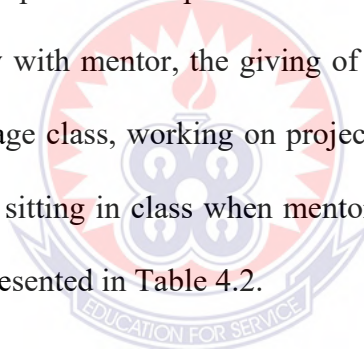 with mentor, the giving of
age class, working on projec
sitting in class when mento
esented in Table 4.2.
EDUCATION FOR SERVICE